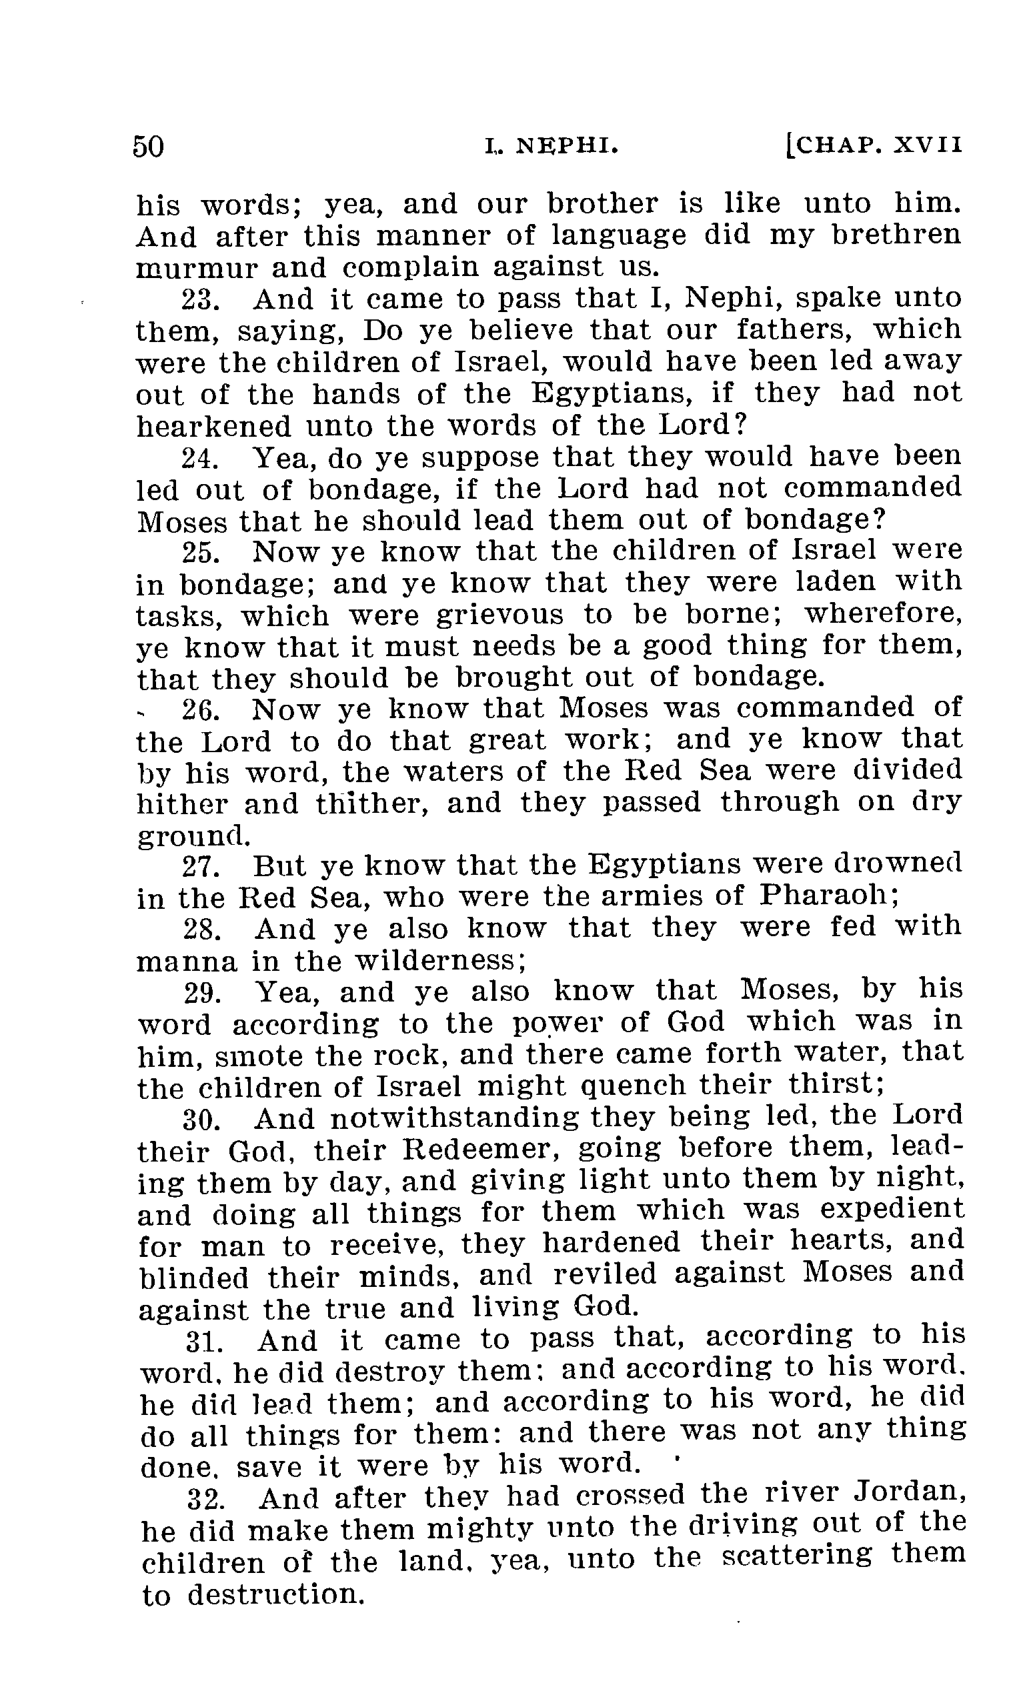 50 I. NEPHI. [CHAP. XVII
his words; yea, and our brother is like unto him.
And after this manner of language did my brethren
murmur and complain against us.
23. And it came to pass that I, Nephi, spake unto
them, saying, Do ye believe that our fathers, which
were the children of Israel, would have been led away
out of the hands of the Egyptians, if they had not
hearkened unto the words of the Lord?
24. Yea, do ye suppose that they would have been
led out of bondage, if the Lord had not commanded
Moses that he should lead them out of bondage?
25. Now ye know that the children of Israel were
in bondage; and ye know that they were laden with
tasks, which were grievous to be borne; wherefore,
ye know that it must needs be a good thing for them,
that they should be brought out of bondage.
26. Now ye know that Moses was commanded of
the Lord to do that great work; and ye know that
by his word, the waters of the Red Sea were divided
hither and thither, and they passed through on dry
ground.
27. But ye know that the Egyptians were drowned
in the Red Sea, who were the armies of Pharaoh;
28. And ye also know that they were fed with
manna in the wilderness;
29. Yea, and ye also know that Moses, by his
word according to the power of God which was in
him, smote the rock, and there came forth water, that
the children of Israel might quench their thirst;
30. And notwithstanding they being led, the Lord
their God, their Redeemer, going before them, lead-
ing them by day, and giving light unto them by night,
and doing all things for them which was expedient
for man to receive, they hardened their hearts, and
blinded their minds, and reviled against Moses and
against the true and living God.
31. And it came to pass that, according to his
word, he did destroy them; and according to his word,
he did lead them; and according to his word, he did
do all things for them: and there was not any thing
done, save it were by his word.
32. And after they had crossed the river Jordan,
he did make them mighty unto the driving out of the
children of the land, yea, unto the scattering them
to destruction.